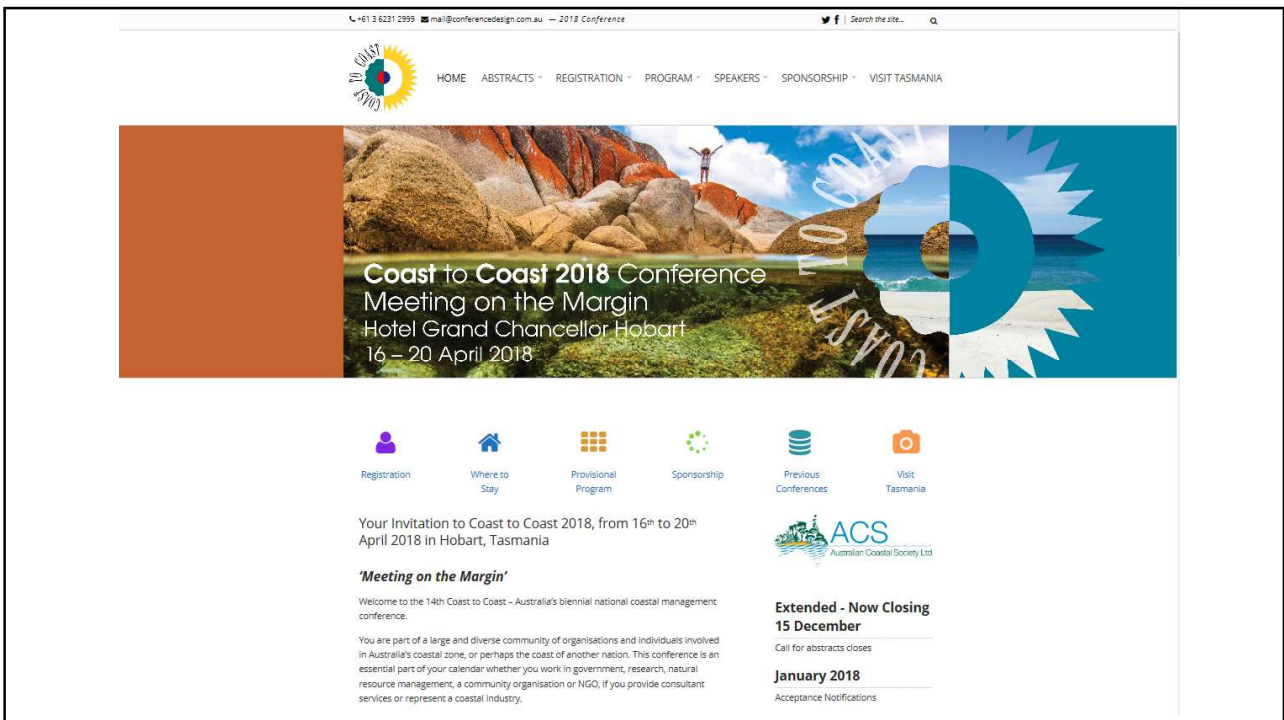 +61 3 6231 2999 mail@conferencedesign.com.au — 2018 Conference
Search the site...
COAST TO COAST
HOME ABSTRACTS REGISTRATION PROGRAM SPEAKERS SPONSORSHIP VISIT TASMANIA
COAST TO COAST
Coast to Coast 2018 Conference
Meeting on the Margin
Hotel Grand Chancellor Hobart
16 – 20 April 2018
Registration
Where to
Stay
Provisional
Program
Sponsorship
Previous
Conferences
Visit
Tasmania
Your Invitation to Coast to Coast 2018, from 16th to 20th
April 2018 in Hobart, Tasmania
'Meeting on the Margin'
Welcome to the 14th Coast to Coast – Australia's biennial national coastal management
conference.
You are part of a large and diverse community of organisations and individuals involved
in Australia's coastal zone, or perhaps the coast of another nation. This conference is an
essential part of your calendar whether you work in government, research, natural
resource management, a community organisation or NGO, if you provide consultant
services or represent a coastal industry.
ACS
Australian Coastal Society Ltd
Extended - Now Closing
15 December
Call for abstracts closes
January 2018
Acceptance Notifications